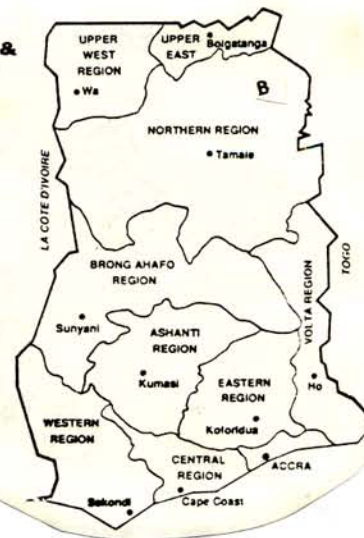 &
UPPER
WEST
REGION
Wa
UPPER
EAST
Bolgatanga
B
NORTHERN REGION
Tamale
LA COTE D'IVOIRE
BRONG AHAFO
REGION
Sunyani
ASHANTI
REGION
Kumasi
VOLTA REGION
TOGO
Ho
EASTERN
REGION
Koforidua
WESTERN
REGION
Sekondi
CENTRAL
REGION
Cape Coast
ACCRA